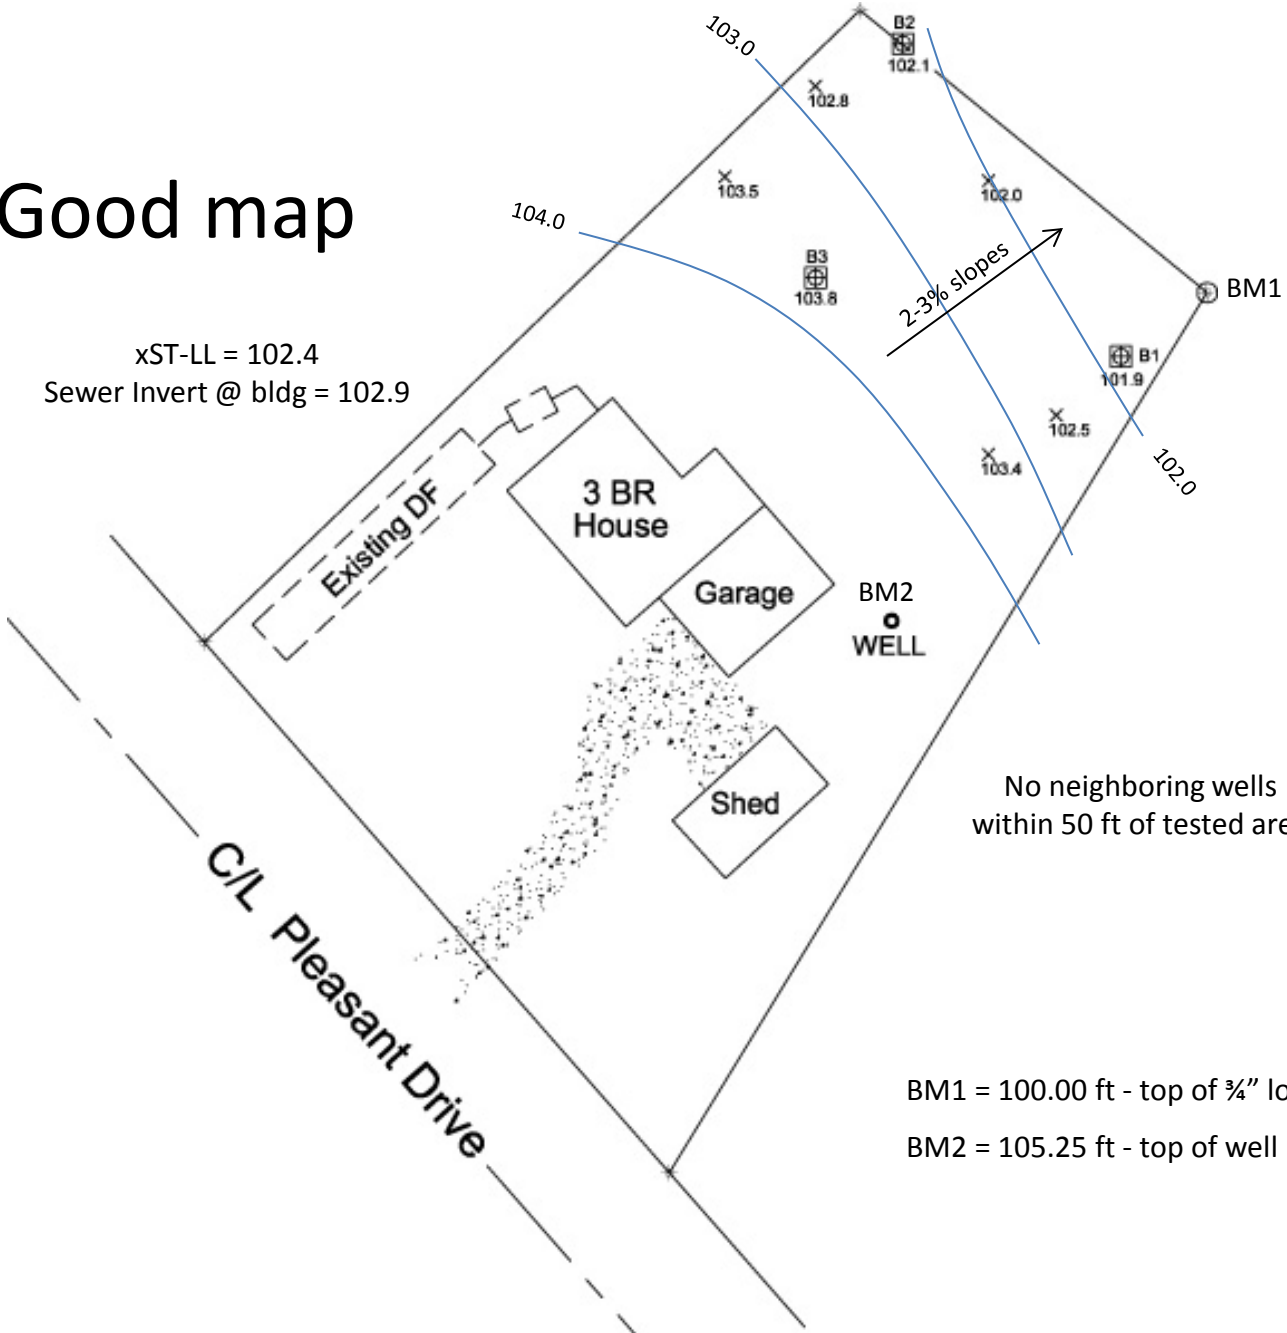 103.0
B2
102.1
102.8
Good map
103.5
102.0
104.0
B3
103.8
2-3% slopes
BM1
xST-LL = 102.4
Sewer Invert @ bldg = 102.9
B1
101.9
102.5
103.4
102.0
3 BR
House
Existing DF
Garage
BM2
WELL
No neighboring wells
within 50 ft of tested
Shed
C/L Pleasant Drive
BM1 = 100.00 ft - top of ¾”
BM2 = 105.25 ft - top of well